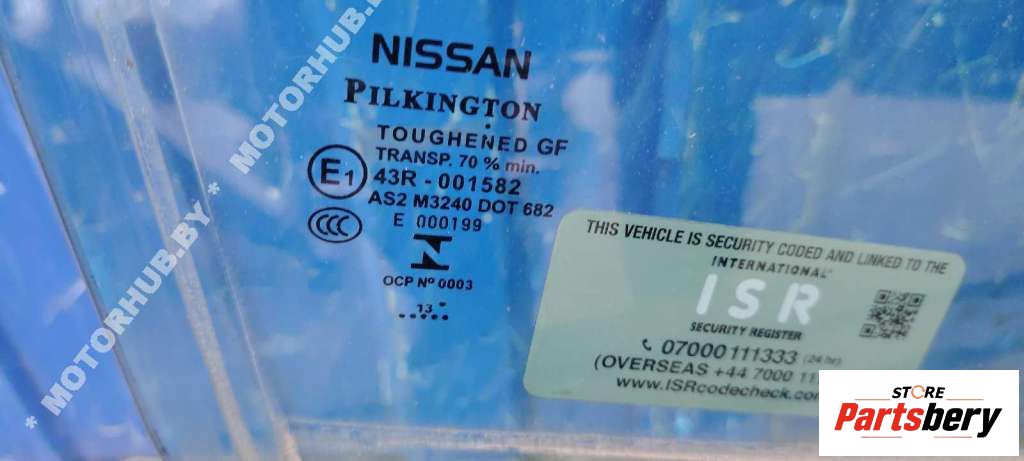 NISSAN
PILKINGTON
TOUGHENED GF
TRANSP. 70 % min.
E1
43R - 001582
AS2 M3240 DOT 682
CCC
E 000199
OCP Nº 0003
13
THIS VEHICLE IS SECURITY CODED AND LINKED TO THE
INTERNATIONAL
ISR
SECURITY REGISTER
07000111333 (24 hr)
(OVERSEAS +44 7000 11
www.ISRcodecheck.co
* MOTORHUB.BY * MOTORHUB.BY
STORE
Partsbery